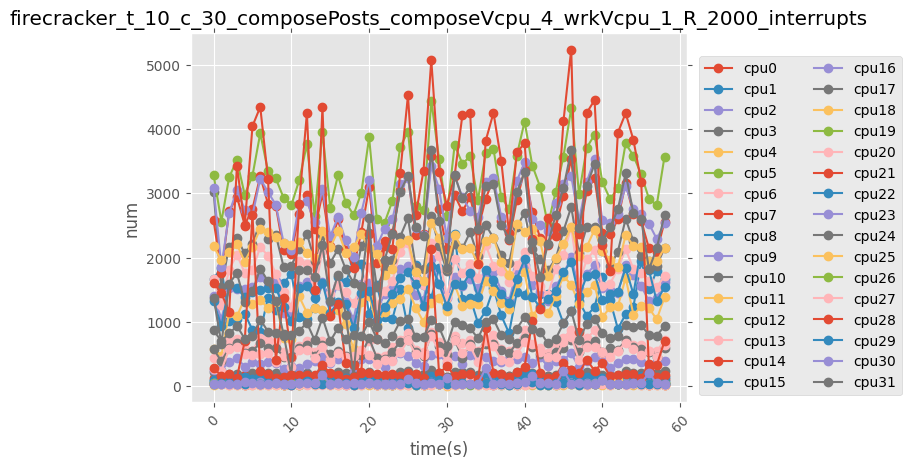 firecracker_t_10_c_30_composePosts_composeVcpu_4_wrkVcpu_1_R_2000_interrupts
num
5000
4000
3000
2000
1000
0
0
10
20
30
40
50
60
time(s)
cpu0
cpu1
cpu2
cpu3
cpu4
cpu5
cpu6
cpu7
cpu8
cpu9
cpu10
cpu11
cpu12
cpu13
cpu14
cpu15
cpu16
cpu17
cpu18
cpu19
cpu20
cpu21
cpu22
cpu23
cpu24
cpu25
cpu26
cpu27
cpu28
cpu29
cpu30
cpu31